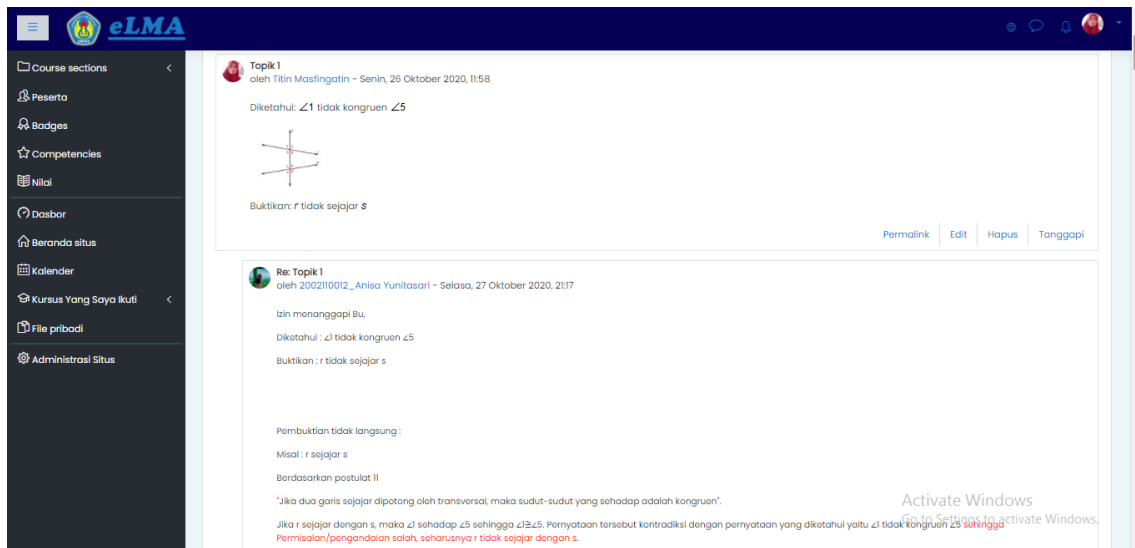 eLMA
Course sections
Peserta
Badges
Competencies
Nilai
Dasbor
Beranda situs
Kalender
Kursus Yang Saya Ikuti
File pribadi
Administrasi Situs
Topik 1
oleh Titin Masfingatin - Senin, 26 Oktober 2020, 11:58
Diketahui: ∠1 tidak kongruen ∠5
Buktikan: r tidak sejajar s
Permalink Edit Hapus Tanggapi
Re: Topik 1
oleh 2002110012_Anisa Yunitasari - Selasa, 27 Oktober 2020, 21:17
Izin menanggapi Bu,
Diketahui : ∠1 tidak kongruen ∠5
Buktikan : r tidak sejajar s
Pembuktian tidak langsung :
Misal : r sejajar s
Berdasarkan postulat 11
"Jika dua garis sejajar dipotong oleh transversal, maka sudut-sudut yang sehadap adalah kongruen".
Jika r sejajar dengan s, maka ∠1 sehadap ∠5 sehingga ∠1≅∠5. Pernyataan tersebut kontradiksi dengan pernyataan yang diketahui yaitu ∠1 tidak kongruen ∠5 sehingga
Permisalan/pengandaian salah, seharusnya r tidak sejajar dengan s.
Activate Windows
Go to Settings to activate Windows.